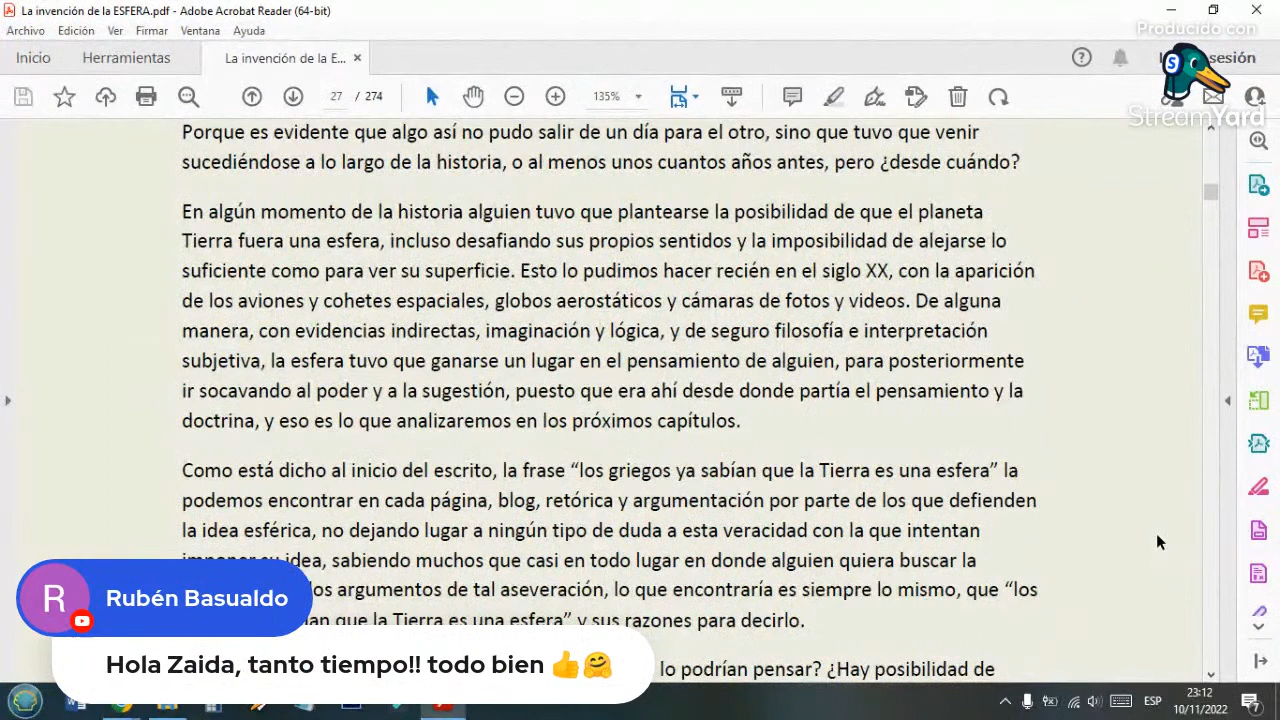 La invención de la ESFERA.pdf - Adobe Acrobat Reader (64-bit)
Archivo Edición Ver Firmar Ventana Ayuda
Producido con
StreamYard
Inicio Herramientas La invención de la E... sesión
27 / 274 135%
Porque es evidente que algo así no pudo salir de un día para el otro, sino que tuvo que venir
sucediéndose a lo largo de la historia, o al menos unos cuantos años antes, pero ¿desde cuándo?
En algún momento de la historia alguien tuvo que plantearse la posibilidad de que el planeta
Tierra fuera una esfera, incluso desafiando sus propios sentidos y la imposibilidad de alejarse lo
suficiente como para ver su superficie. Esto lo pudimos hacer recién en el siglo XX, con la aparición
de los aviones y cohetes espaciales, globos aerostáticos y cámaras de fotos y videos. De alguna
manera, con evidencias indirectas, imaginación y lógica, y de seguro filosofía e interpretación
subjetiva, la esfera tuvo que ganarse un lugar en el pensamiento de alguien, para posteriormente
ir socavando al poder y a la sugestión, puesto que era ahí desde donde partía el pensamiento y la
doctrina, y eso es lo que analizaremos en los próximos capítulos.
Como está dicho al inicio del escrito, la frase “los griegos ya sabían que la Tierra es una esfera” la
podemos encontrar en cada página, blog, retórica y argumentación por parte de los que defienden
la idea esférica, no dejando lugar a ningún tipo de duda a esta veracidad con la que intentan
idea, sabiendo muchos que casi en todo lugar en donde alguien quiera buscar la
los argumentos de tal aseveración, lo que encontraría es siempre lo mismo, que “los
que la Tierra es una esfera” y sus razones para decirlo.
lo podrían pensar? ¿Hay posibilidad de
R Rubén Basualdo
Hola Zaida, tanto tiempo!! todo bien 👍🤗
ESP 23:12
10/11/2022
7